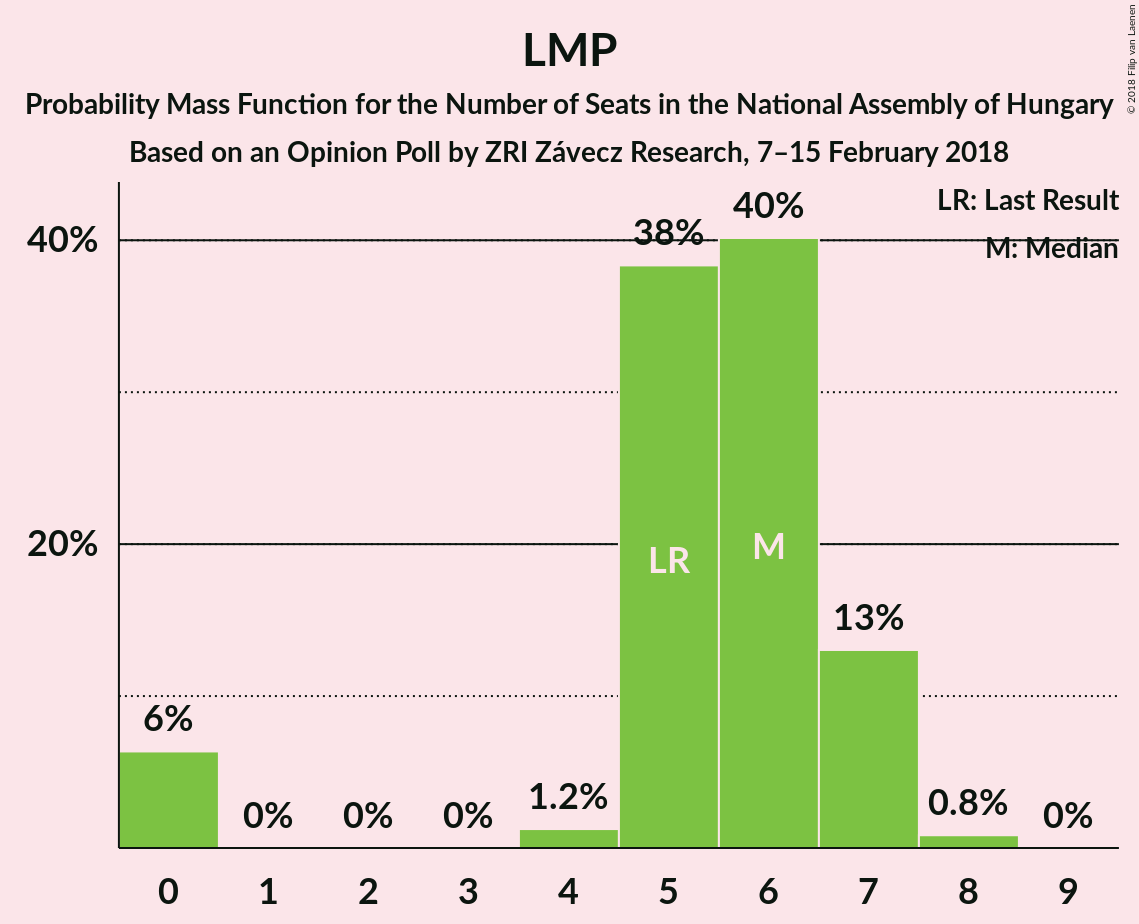 LMP
Probability Mass Function for the Number of Seats in the National Assembly of Hungary
Based on an Opinion Poll by ZRI Závecz Research, 7–15 February 2018
© 2018 Filip van Laenen
LR: Last Result
M: Median
40%
20%
6%
0%
0%
0%
1.2%
38%
40%
13%
0.8%
0%
LR
M
0 1 2 3 4 5 6 7 8 9